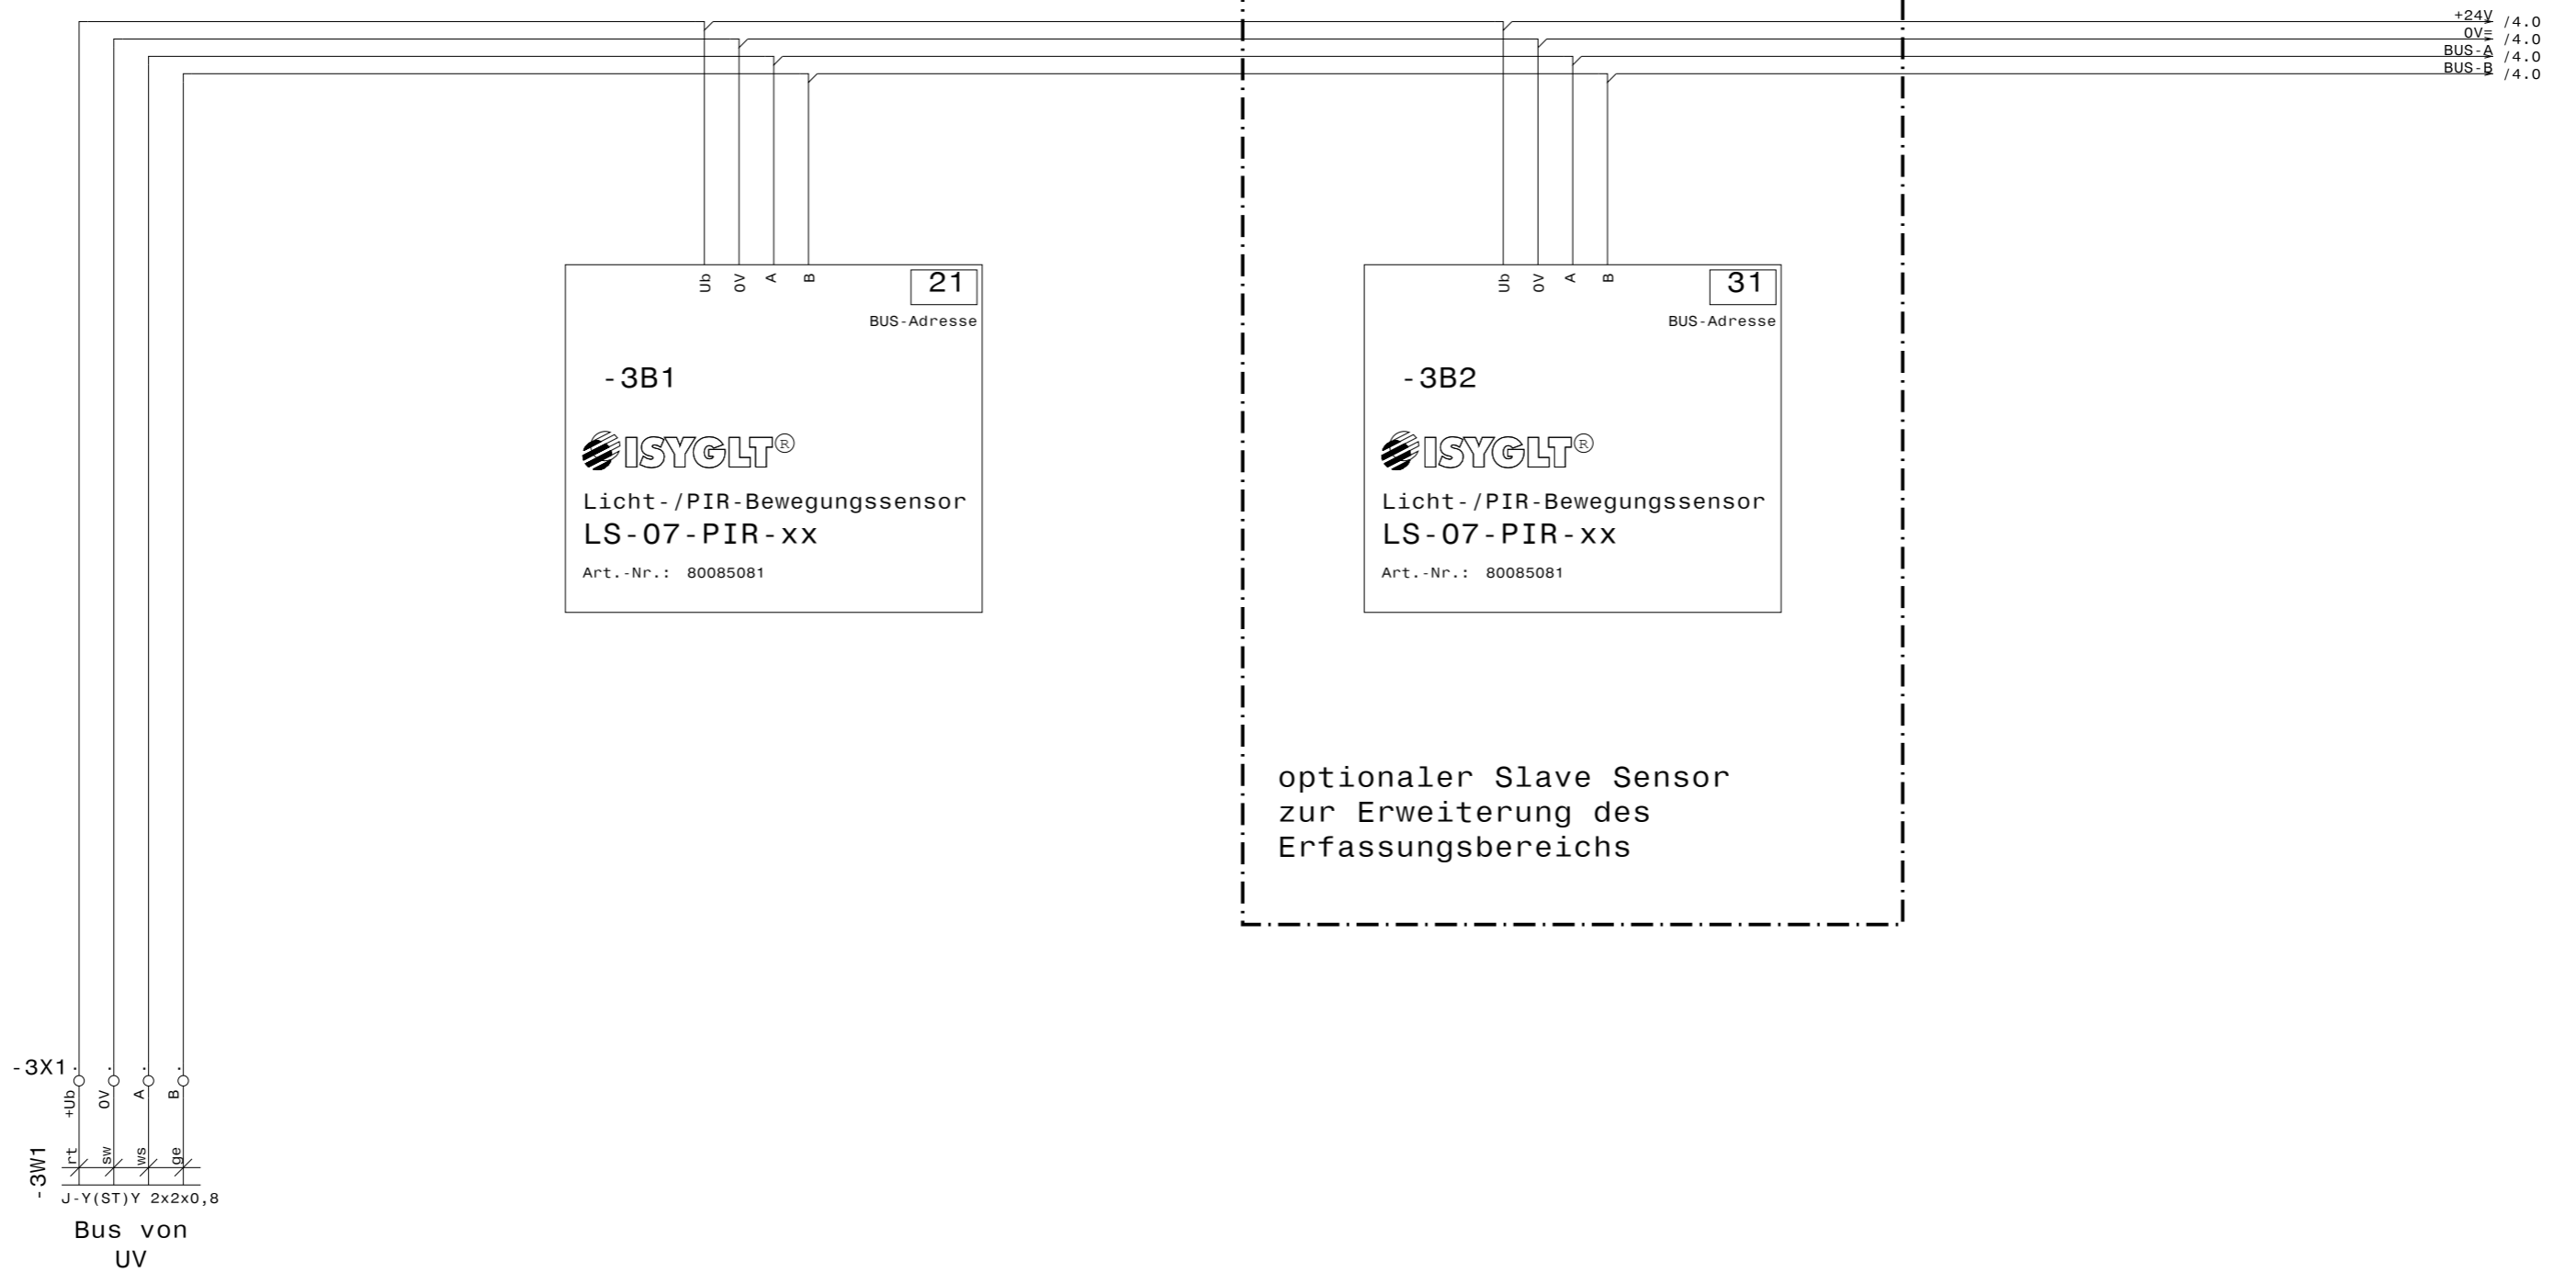 +24V /4.0
0V= /4.0
BUS-A /4.0
BUS-B /4.0
Ub 0V A B
21
BUS-Adresse
-3B1
ISYGLT®
Licht-/PIR-Bewegungssensor
LS-07-PIR-xx
Art.-Nr.: 80085081
Ub 0V A B
31
BUS-Adresse
-3B2
ISYGLT®
Licht-/PIR-Bewegungssensor
LS-07-PIR-xx
Art.-Nr.: 80085081
optionaler Slave Sensor
zur Erweiterung des
Erfassungsbereichs
-3X1
+Ub 0V A B
-3W1
rt sw ws ge
J-Y(ST)Y 2x2x0,8
Bus von
UV